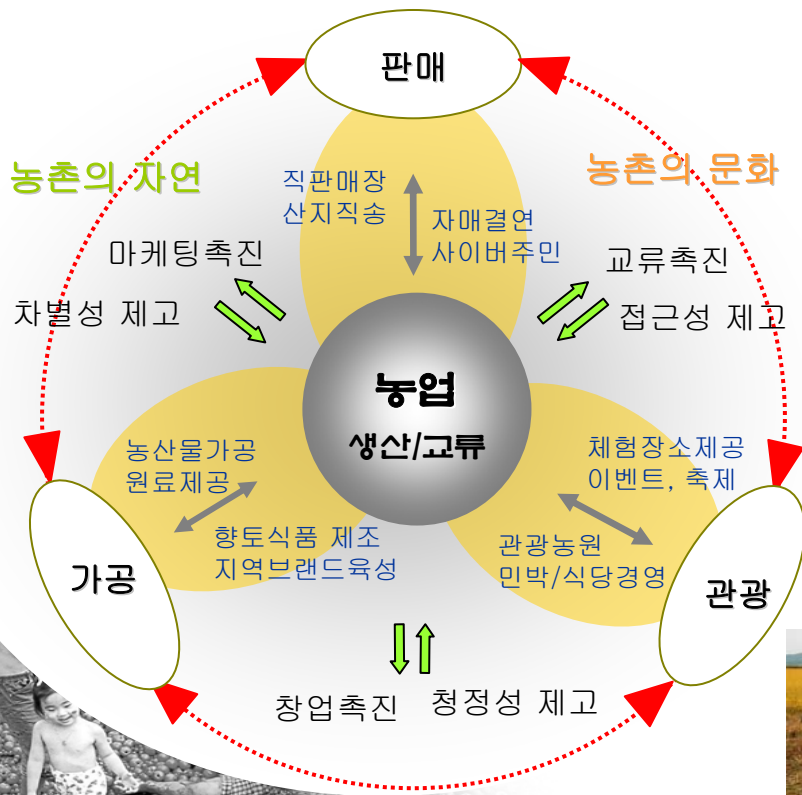 판매
농촌의 자연
농촌의 문화
직판매장
산지직송
자매결연
사이버주민
마케팅촉진
차별성 제고
교류촉진
접근성 제고
농업
생산/교류
농산물가공
원료제공
향토식품 제조
지역브랜드육성
체험장소제공
이벤트, 축제
관광농원
민박/식당경영
가공
관광
창업촉진
청정성 제고